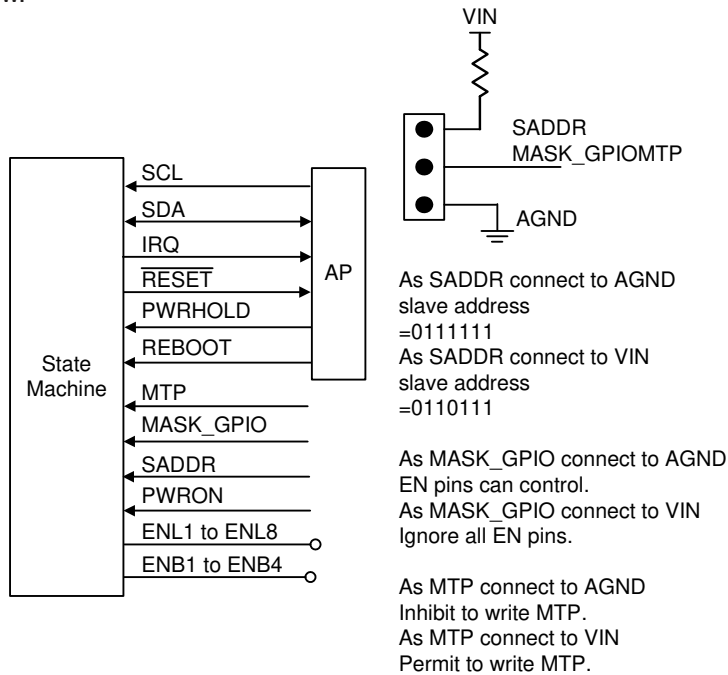 VIN
SADDR
MASK_GPIOMTP
AGND
SCL
SDA
IRQ
RESET
PWRHOLD
REBOOT
AP
State
Machine
MTP
MASK_GPIO
SADDR
PWRON
ENL1 to ENL8
ENB1 to ENB4
As SADDR connect to AGND
slave address
=0111111
As SADDR connect to VIN
slave address
=0110111
As MASK_GPIO connect to AGND
EN pins can control.
As MASK_GPIO connect to VIN
Ignore all EN pins.
As MTP connect to AGND
Inhibit to write MTP.
As MTP connect to VIN
Permit to write MTP.